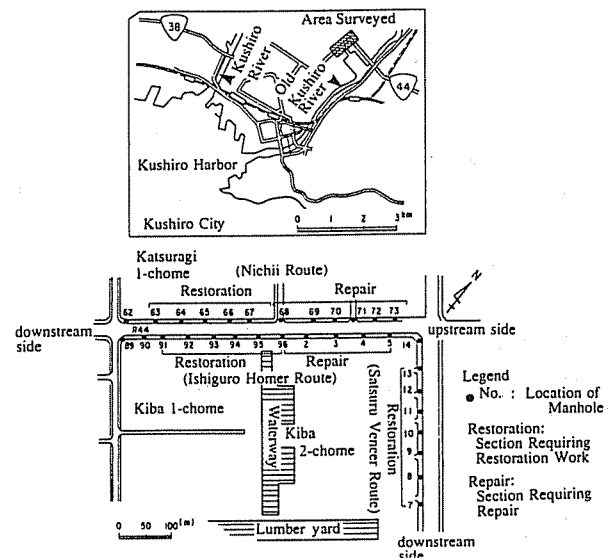 Area Surveyed
38
Kushiro
River
Old
Kushiro
River
44
Kushiro Harbor
Kushiro City
0 1 2 3 km
Katsuragi
1-chome
(Nichii Route)
Restoration Repair
62 63 64 65 66 67 68 69 70 71 72 73
N
downstream
side
R44
upstream side
89 90 91 92 93 94 95 96 2 3 4 5 14
Restoration Repair
(Ishiguro Homer Route)
Kiba 1-chome
Waterway
Kiba
2-chome
(Satsuru Veneer Route)
Restoration
13
12
11
10
9
8
7
Legend
No. : Location of
Manhole
Restoration:
Section Requiring
Restoration Work
Repair:
Section Requiring
Repair
0 50 100(m)
Lumber yard
downstream
side